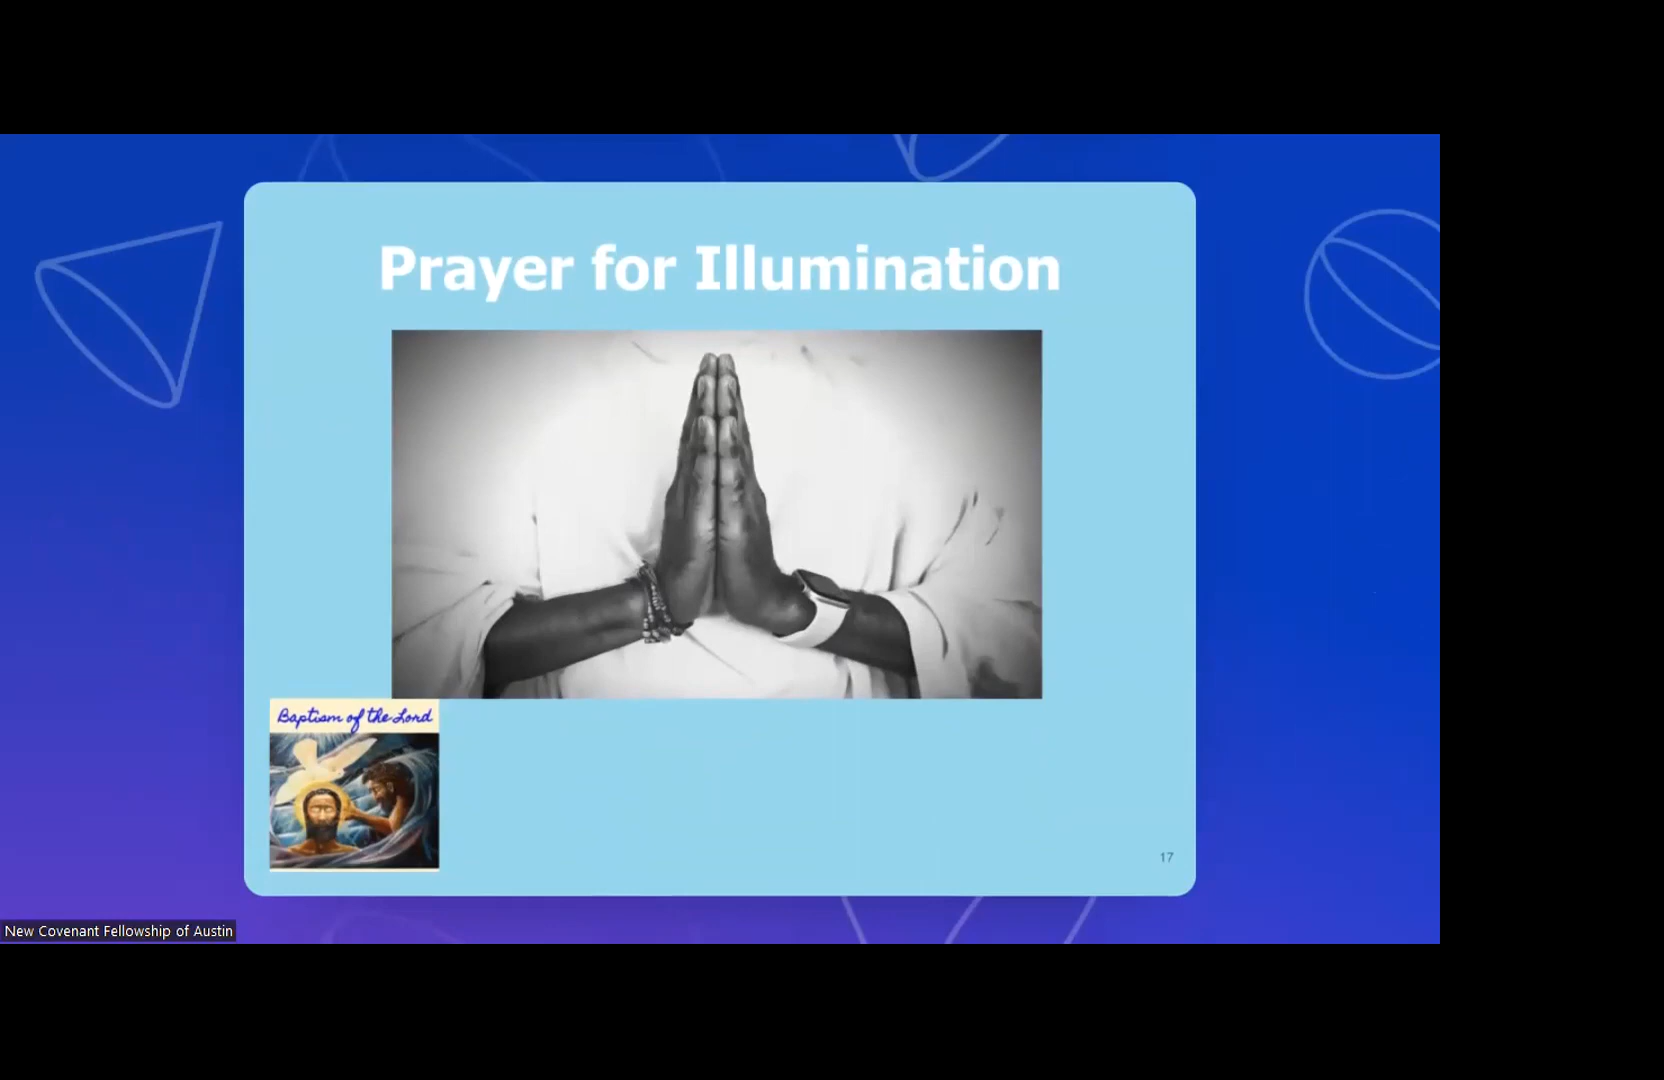 Prayer for Illumination
Baptism of the Lord
17
New Covenant Fellowship of Austin